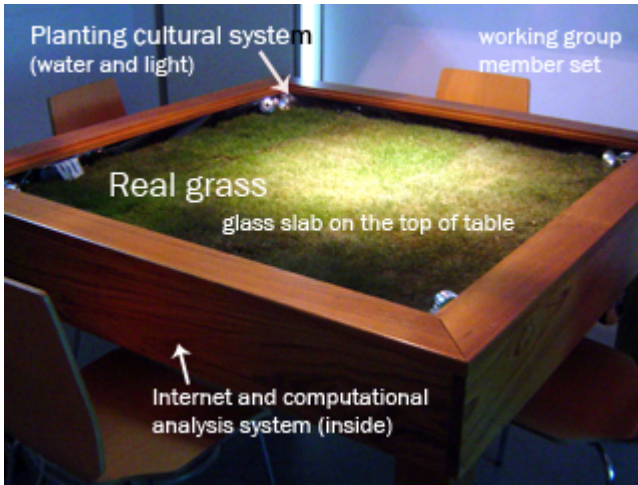 Planting cultural system
(water and light)
working group
member set
Real grass
glass slab on the top of table
Internet and computational
analysis system (inside)